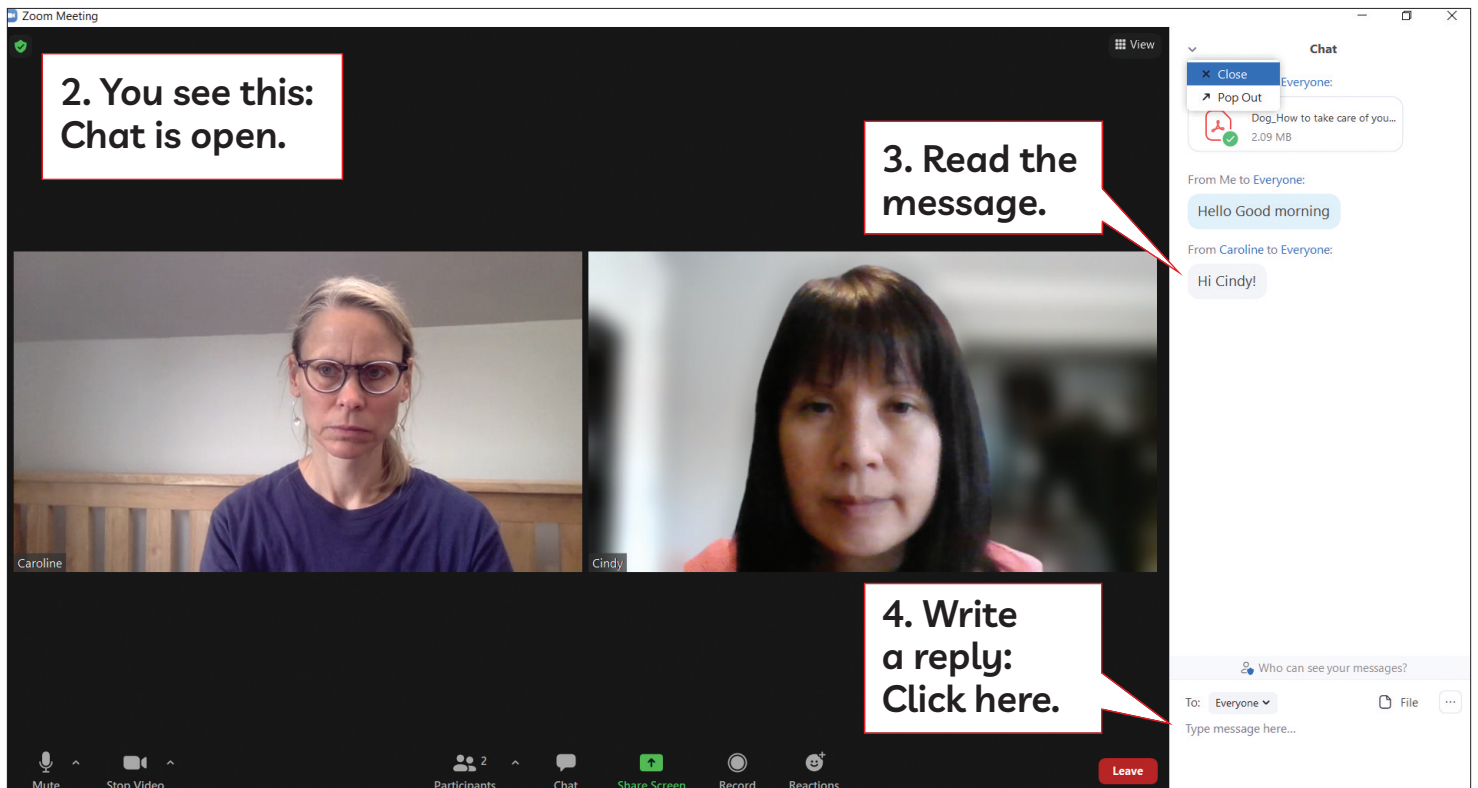 Zoom Meeting
View
2. You see this:
Chat is open.
Chat
Close
Pop Out
Everyone:
Dog_How to take care of you...
2.09 MB
3. Read the
message.
From Me to Everyone:
Hello Good morning
From Caroline to Everyone:
Hi Cindy!
Caroline
Cindy
4. Write
a reply:
Click here.
Who can see your messages?
To: Everyone File
Type message here...
2
Mute Stop Video Participants Chat Share Screen Record Reactions
Leave